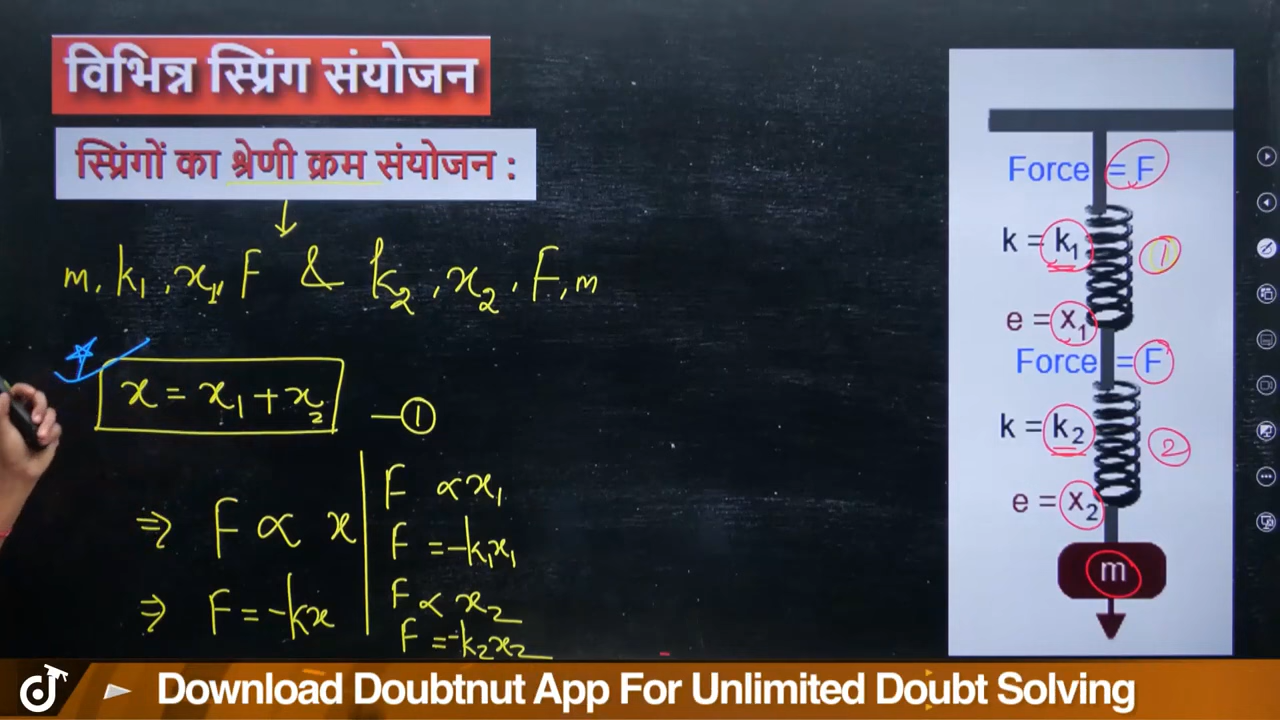 विभिन्न स्प्रिंग संयोजन
स्प्रिंगों का श्रेणी क्रम संयोजन :
↓
m, k₁, x₁, F & k₂, x₂, F, m
x = x₁ + x₂ —①
⇒ F ∝ x
⇒ F = -kx
F ∝ x₁
F = -k₁x₁
F ∝ x₂
F = -k₂x₂
Force = F
k = k₁
①
e = x₁
Force = F
k = k₂
②
e = x₂
m
Download Doubtnut App For Unlimited Doubt Solving